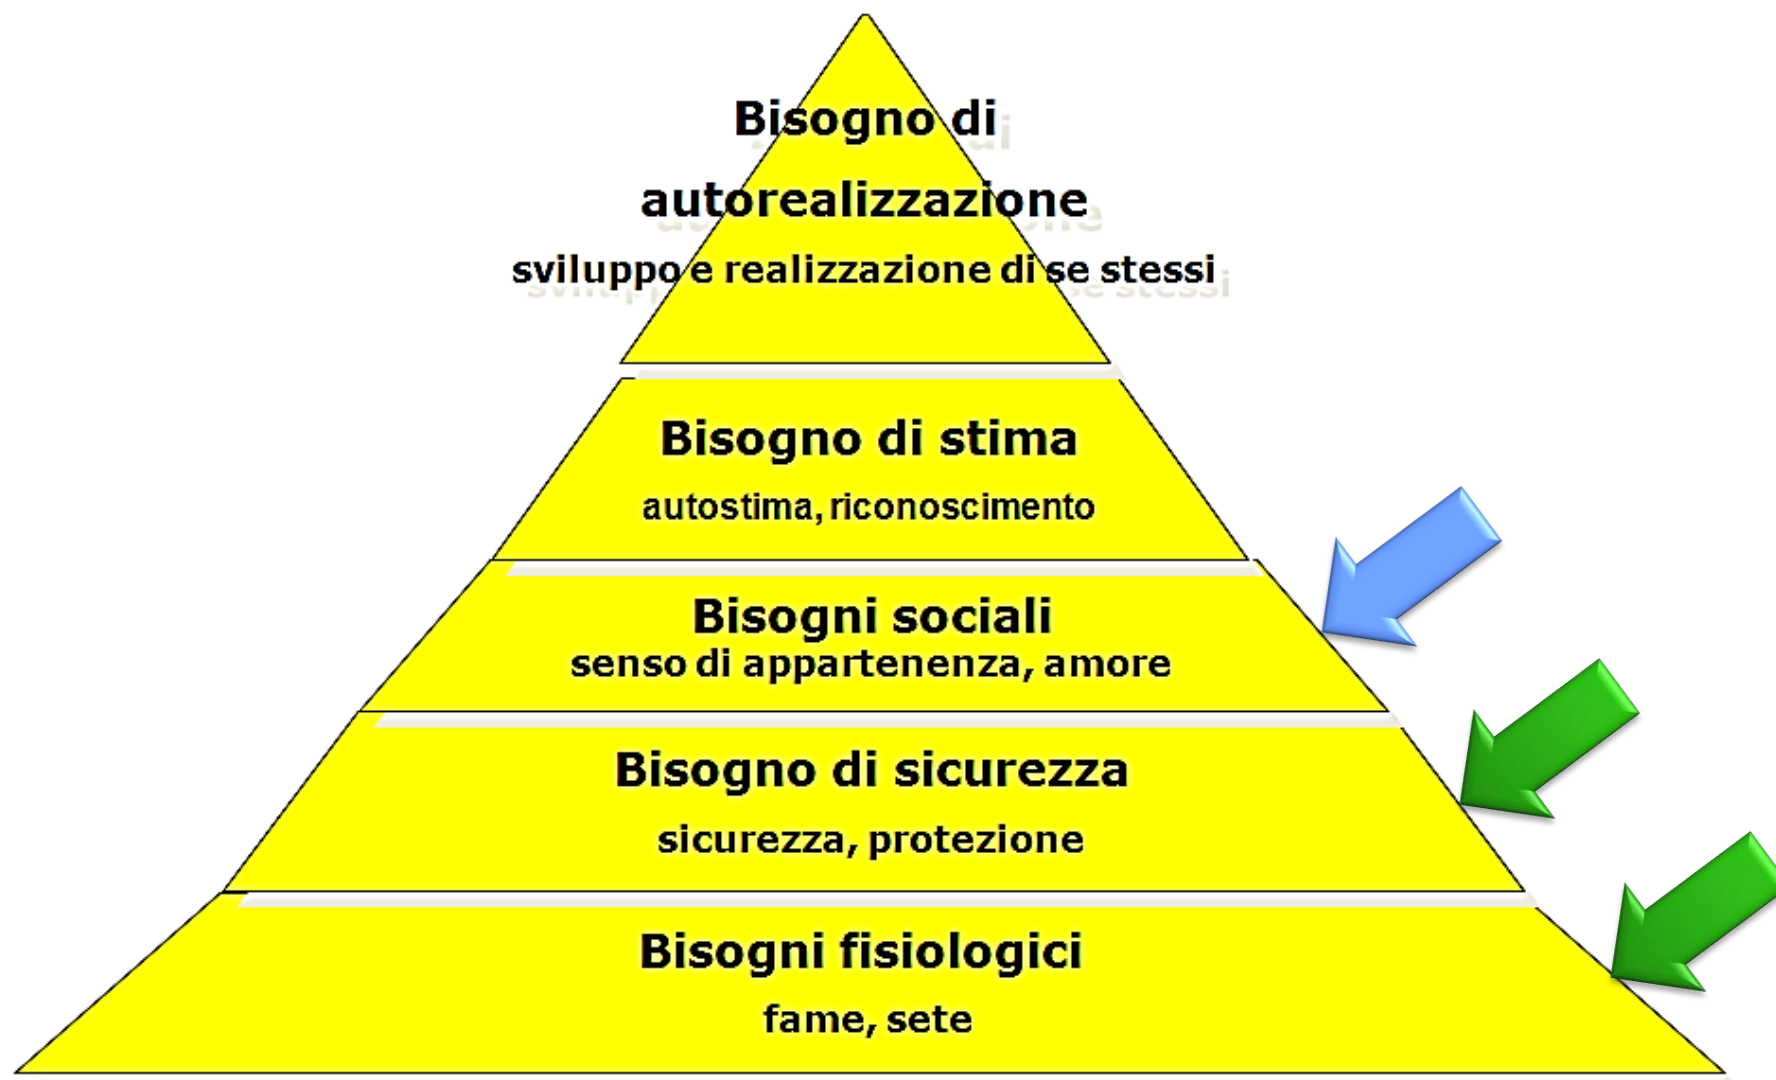 Bisogno di
autorealizzazione
sviluppo e realizzazione di se stessi
Bisogno di stima
autostima, riconoscimento
Bisogni sociali
senso di appartenenza, amore
Bisogno di sicurezza
sicurezza, protezione
Bisogni fisiologici
fame, sete